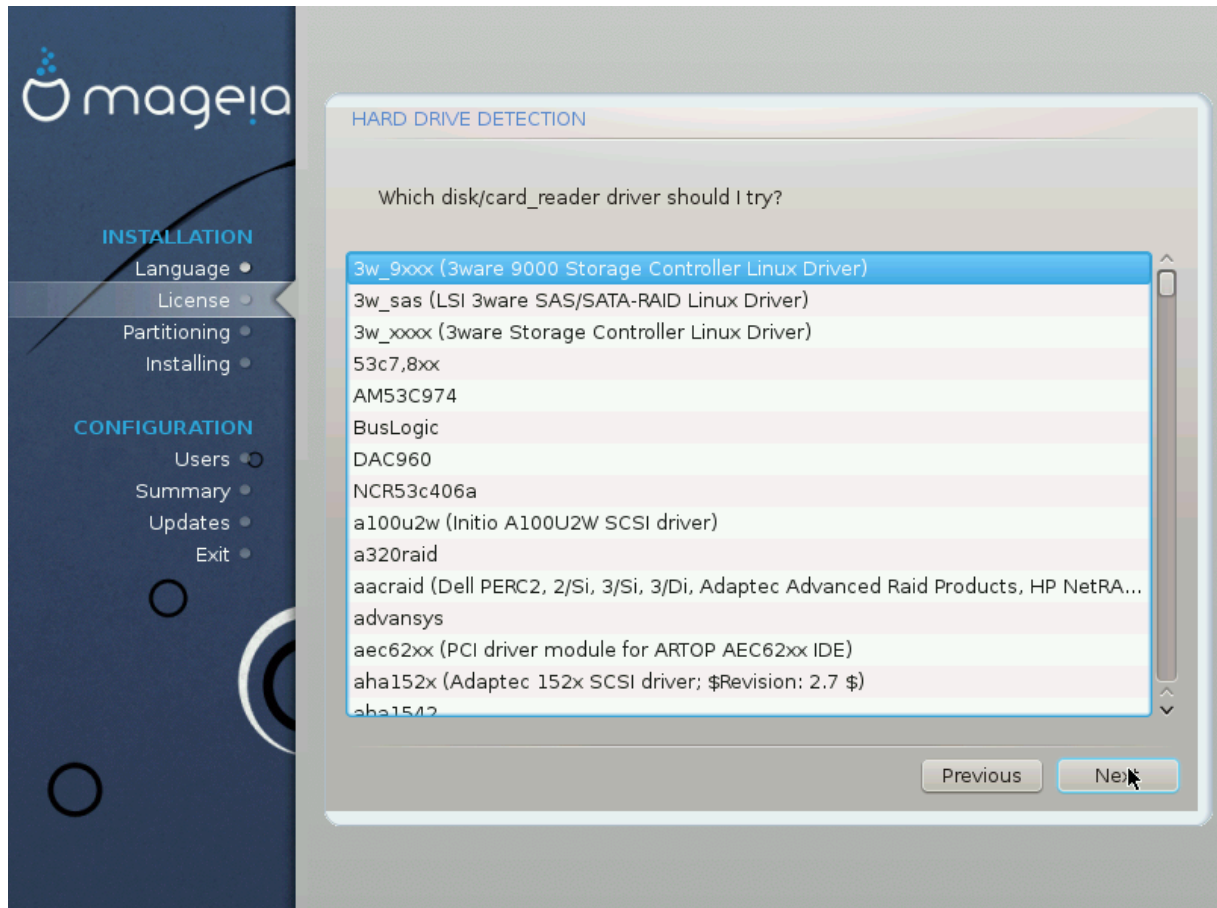 mageia
INSTALLATION
Language
License
Partitioning
Installing
CONFIGURATION
Users
Summary
Updates
Exit
HARD DRIVE DETECTION
Which disk/card_reader driver should I try?
3w_9xxx (3ware 9000 Storage Controller Linux Driver)
3w_sas (LSI 3ware SAS/SATA-RAID Linux Driver)
3w_xxxx (3ware Storage Controller Linux Driver)
53c7,8xx
AM53C974
BusLogic
DAC960
NCR53c406a
a100u2w (Initio A100U2W SCSI driver)
a320raid
aacraid (Dell PERC2, 2/Si, 3/Si, 3/Di, Adaptec Advanced Raid Products, HP NetRA...
advansys
aec62xx (PCI driver module for ARTOP AEC62xx IDE)
aha152x (Adaptec 152x SCSI driver; $Revision: 2.7 $)
aha1542
Previous
Next